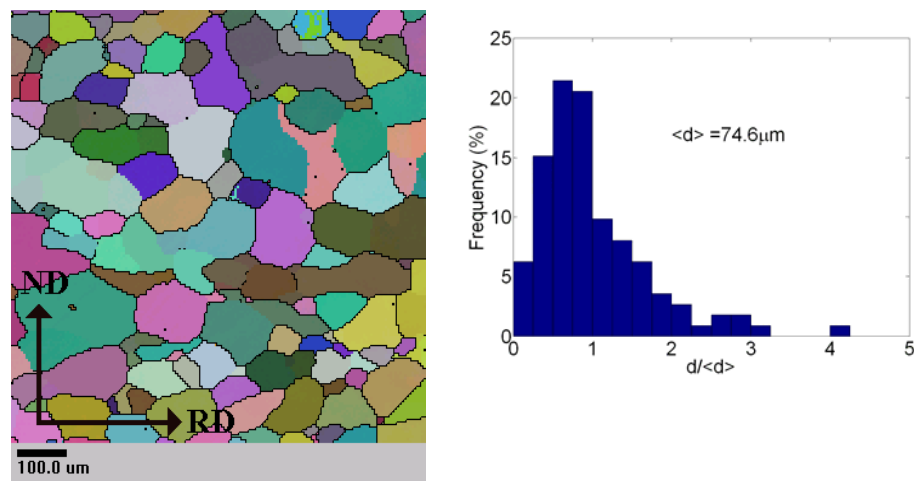 ND
RD
100.0 um
25
20
15
10
5
0
Frequency (%)
<d> =74.6μm
0 1 2 3 4 5
d/<d>